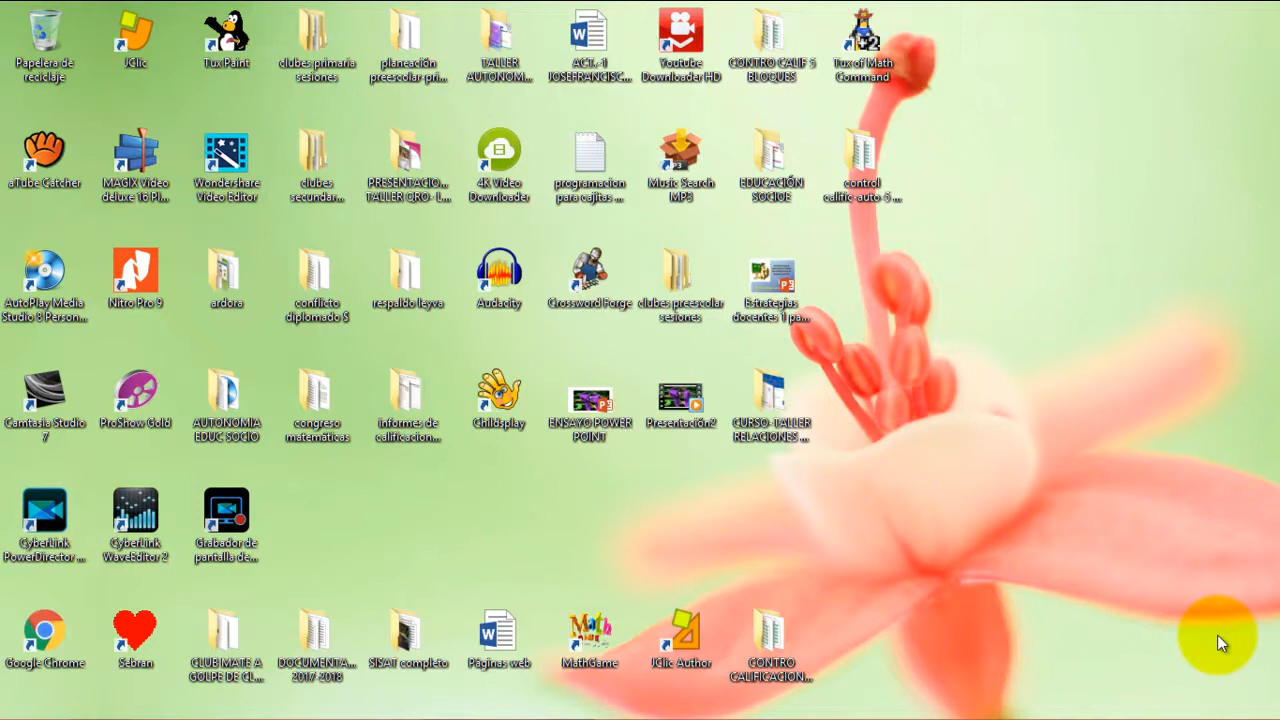 Papelera de
reciclaje
JClic
Tux Paint
clubes primaria
sesiones
planeación
preescolar-pri...
TALLER
AUTONOMI...
ACT.-1
JOSEFRANCISC...
Youtube
Downloader HD
CONTRO CALIF 5
BLOQUES
Tux of Math
Command
aTube Catcher
MAGIX Video
deluxe 16 Pl...
Wondershare
Video Editor
clubes
secundar...
PRESENTACIO...
TALLER QRO- L...
4K Video
Downloader
programacion
para cajitas ...
Music Search
MP3
EDUCACIÓN
SOCIOE
control
calific-auto-5 ...
AutoPlay Media
Studio 8 Person...
Nitro Pro 9
ardora
conflicto
diplomado $
respaldo leyva
Audacity
Crossword Forge
clubes preescolar
sesiones
Estrategias
docentes 1 pa...
Camtasia Studio
7
ProShow Gold
AUTONOMIA
EDUC SOCIO
congreso
matemáticas
informes de
calificacion...
Childsplay
ENSAYO POWER
POINT
Presentación2
CURSO-TALLER
RELACIONES ...
CyberLink
PowerDirector ...
CyberLink
WaveEditor 2
Grabador de
pantalla de...
Google Chrome
Sebran
CLUB MATE A
GOLPE DE CL...
DOCUMENTA...
2017-2018
SISAT completo
Páginas web
MathGame
JClic Author
CONTRO
CALIFICACION...